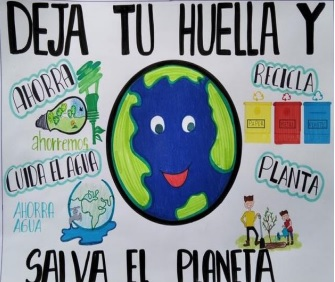 DEJA TU HUELLA Y
AHORRA
ahorremos
RECICLA
CUIDA EL AGUA
AHORRA
AGUA
PLANTA
SALVA EL PLANETA